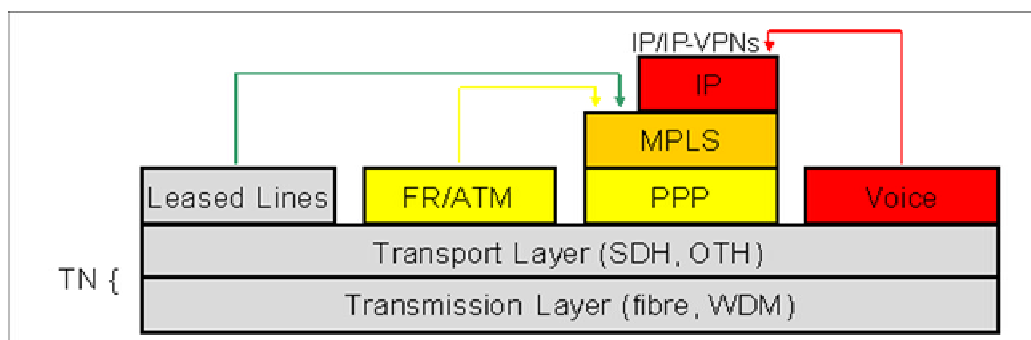 IP/IP-VPNs
IP
MPLS
Leased Lines
FR/ATM
PPP
Voice
Transport Layer (SDH, OTH)
TN {
Transmission Layer (fibre, WDM)